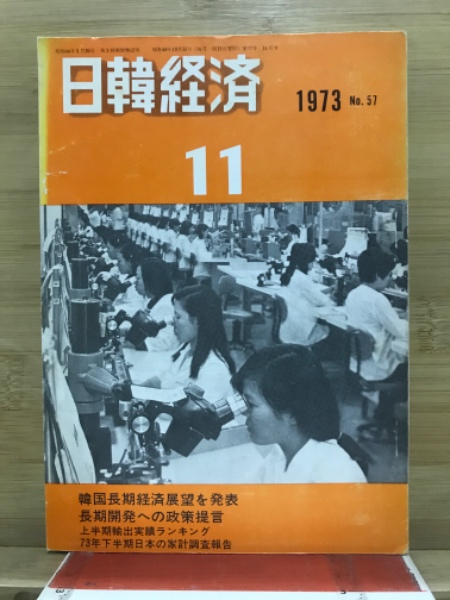 日韓経済
1973 No. 57
11
韓国長期経済展望を発表
長期開発への政策提言
上半期輸出実績ランキング
73年下半期日本の家計調査報告